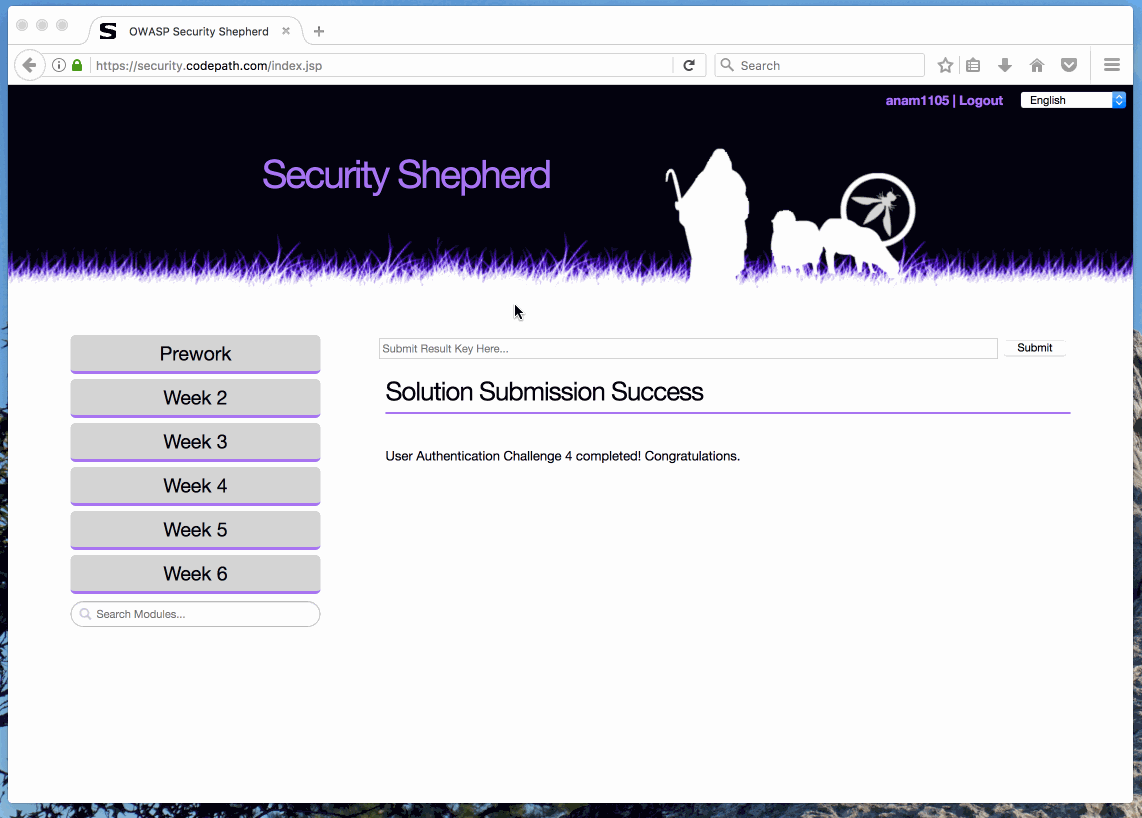 OWASP Security Shepherd
https://security.codepath.com/index.jsp
Search
anam1105 | Logout
English
Security Shepherd
Prework
Week 2
Week 3
Week 4
Week 5
Week 6
Search Modules...
Submit Result Key Here...
Submit
Solution Submission Success
User Authentication Challenge 4 completed! Congratulations.